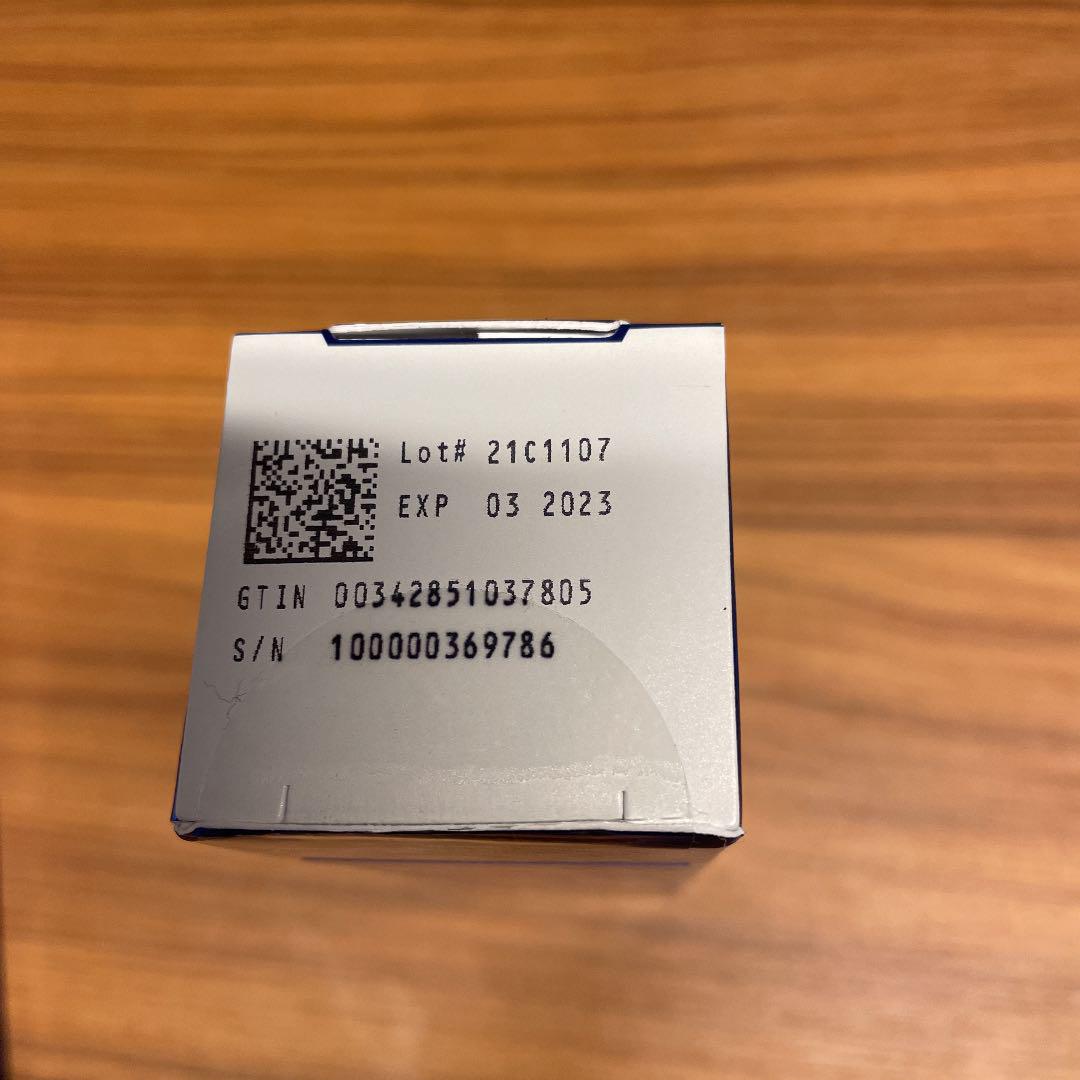 Lot# 21C1107
EXP 03 2023
GTIN 00342851037805
S/N 100000369786